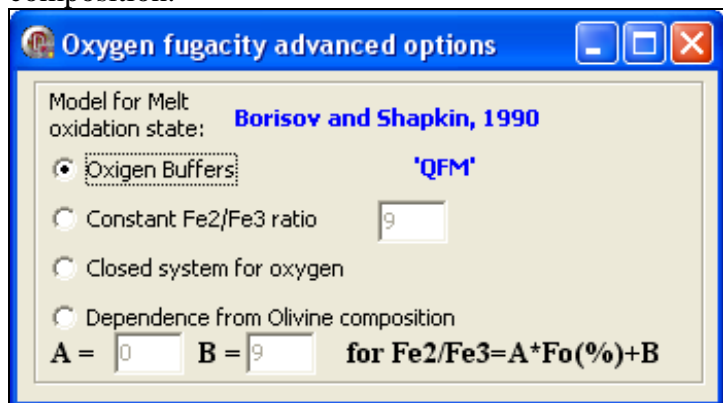 Oxygen fugacity advanced options
Model for Melt
oxidation state: Borisov and Shapkin, 1990
Oxigen Buffers 'QFM'
Constant Fe2/Fe3 ratio 9
Closed system for oxygen
Dependence from Olivine composition
A = 0 B = 9 for Fe2/Fe3=A*Fo(%)+B